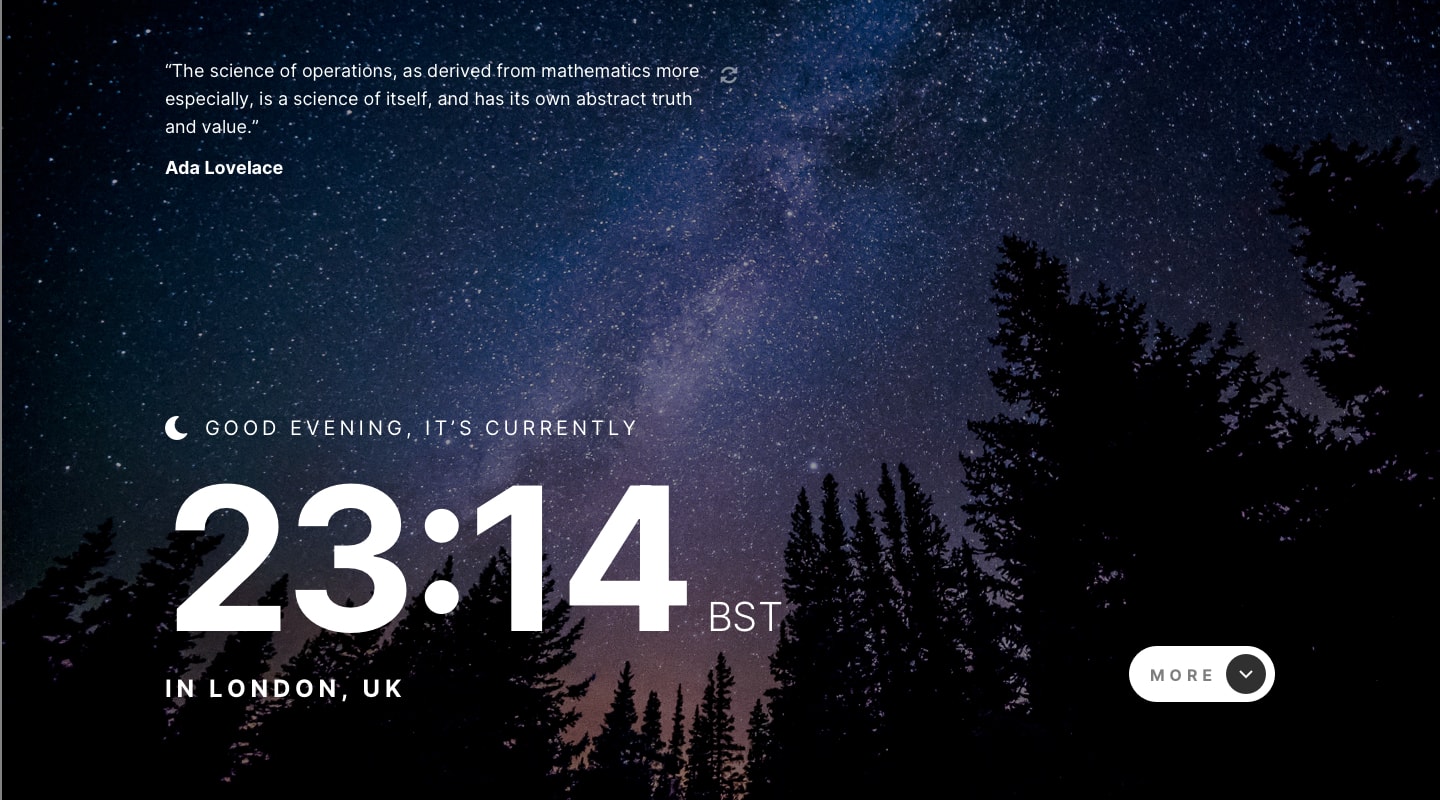 “The science of operations, as derived from mathematics more
especially, is a science of itself, and has its own abstract truth
and value.”
Ada Lovelace
GOOD EVENING, IT’S CURRENTLY
23:14 BST
IN LONDON, UK
MORE